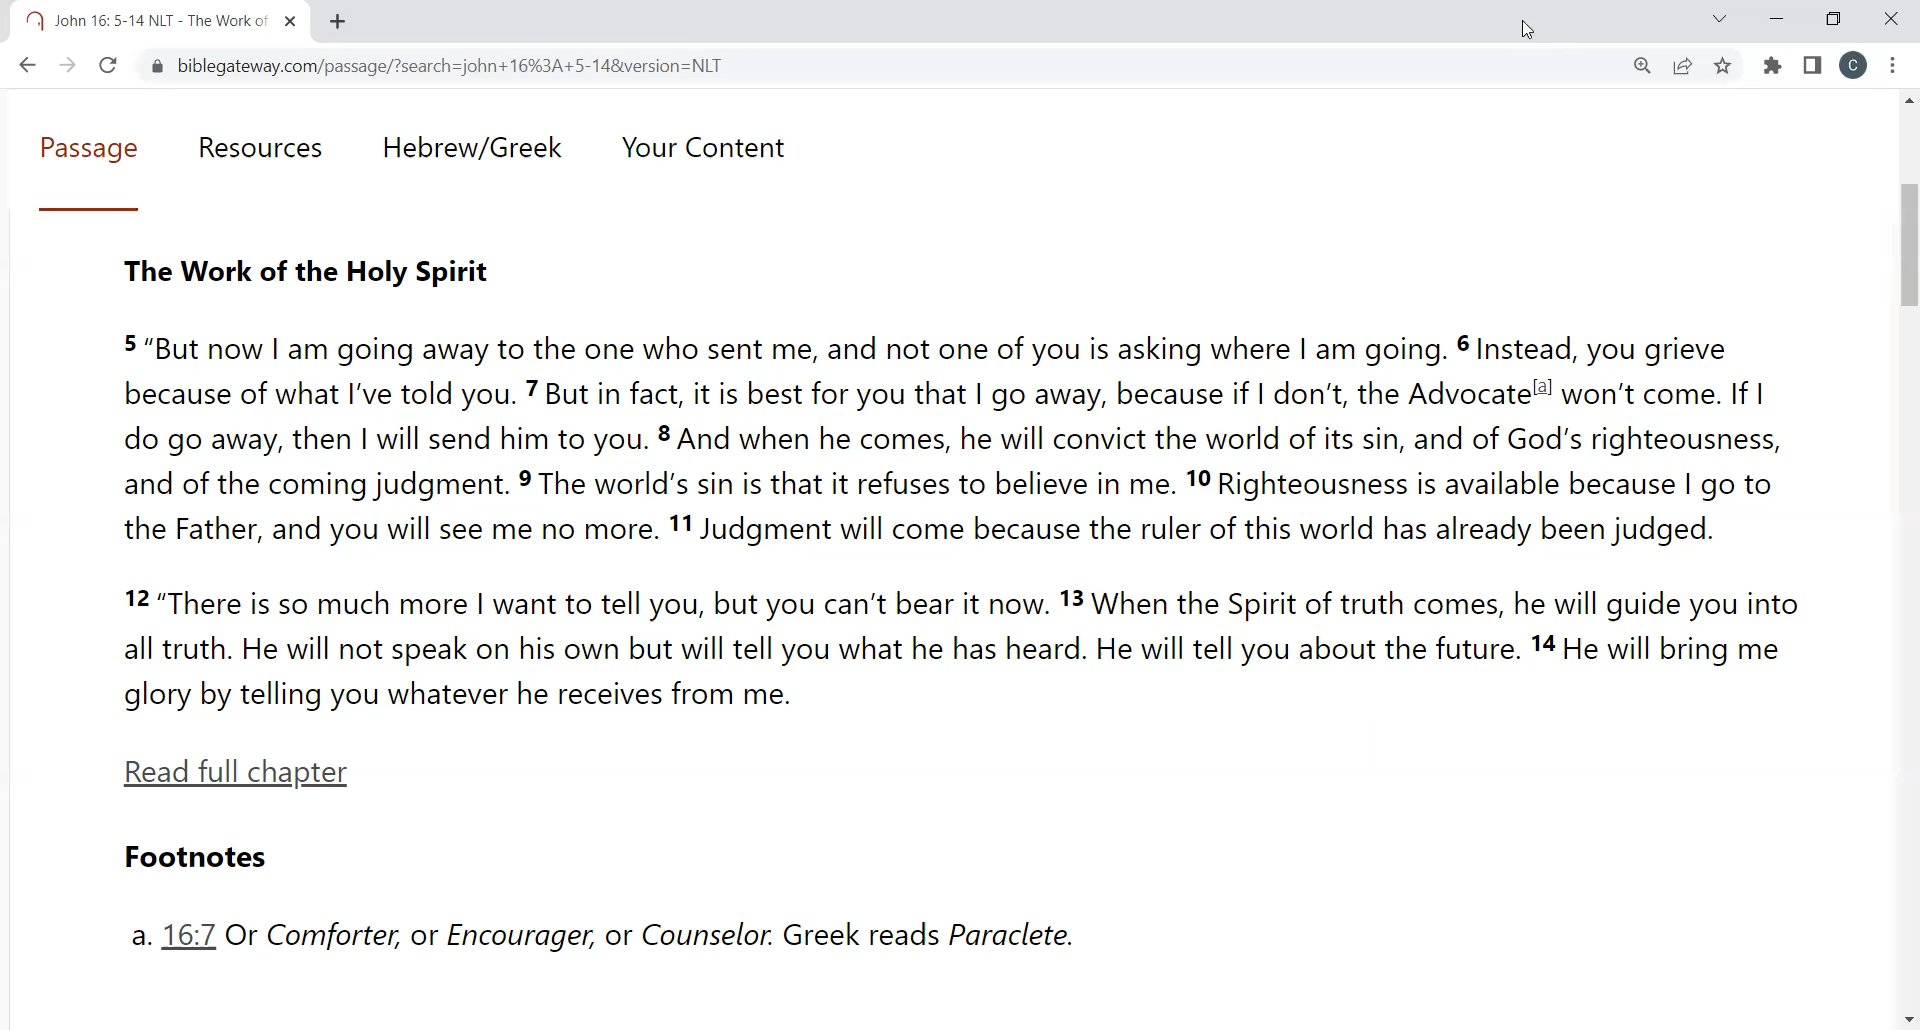 John 16: 5-14 NLT - The Work of
biblegateway.com/passage/?search=john+16%3A+5-14&version=NLT
C
Passage Resources Hebrew/Greek Your Content
The Work of the Holy Spirit
5 “But now I am going away to the one who sent me, and not one of you is asking where I am going. 6 Instead, you grieve
because of what I’ve told you. 7 But in fact, it is best for you that I go away, because if I don’t, the Advocate[a] won’t come. If I
do go away, then I will send him to you. 8 And when he comes, he will convict the world of its sin, and of God’s righteousness,
and of the coming judgment. 9 The world’s sin is that it refuses to believe in me. 10 Righteousness is available because I go to
the Father, and you will see me no more. 11 Judgment will come because the ruler of this world has already been judged.
12 “There is so much more I want to tell you, but you can’t bear it now. 13 When the Spirit of truth comes, he will guide you into
all truth. He will not speak on his own but will tell you what he has heard. He will tell you about the future. 14 He will bring me
glory by telling you whatever he receives from me.
Read full chapter
Footnotes
a. 16:7 Or Comforter, or Encourager, or Counselor. Greek reads Paraclete.